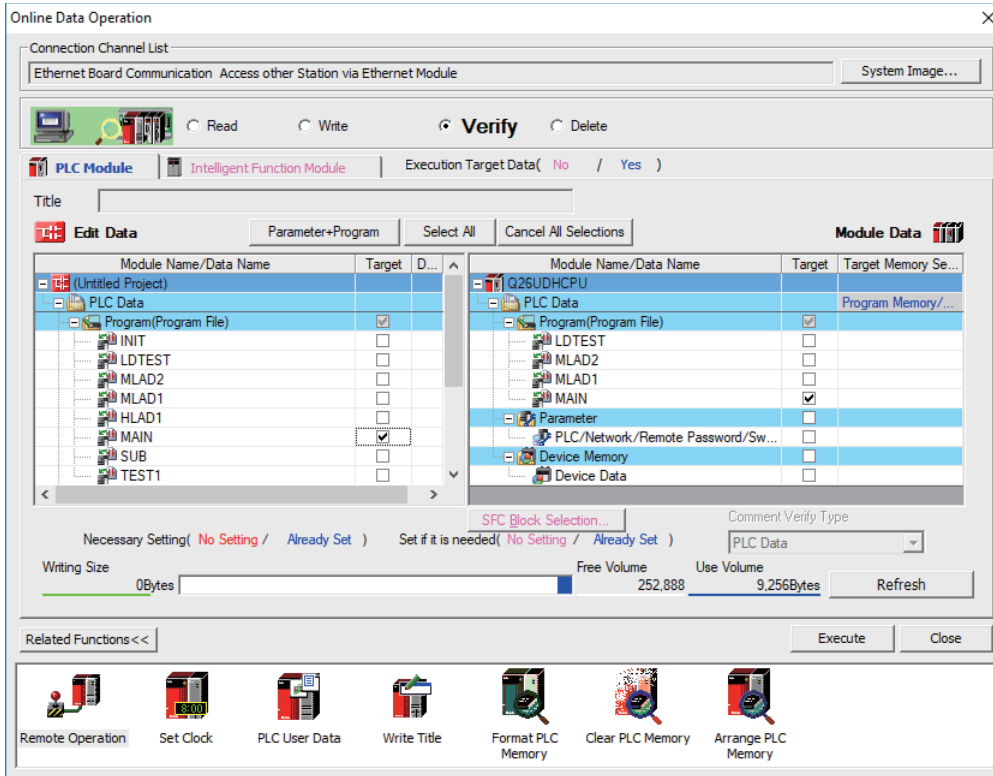 Online Data Operation
Connection Channel List
Ethernet Board Communication Access other Station via Ethernet Module
System Image...
Read Write Verify Delete
PLC Module Intelligent Function Module Execution Target Data( No / Yes )
Title
Edit Data Parameter+Program Select All Cancel All Selections Module Data
Module Name/Data Name Target D...
(Untitled Project)
PLC Data
Program(Program File)
INIT
LDTEST
MLAD2
MLAD1
HLAD1
MAIN
SUB
TEST1
Module Name/Data Name Target Target Memory Se...
Q26UDHCPU
PLC Data Program Memory/...
Program(Program File)
LDTEST
MLAD2
MLAD1
MAIN
Parameter
PLC/Network/Remote Password/Sw...
Device Memory
Device Data
SFC Block Selection...
Comment Verify Type
Necessary Setting( No Setting / Already Set ) Set if it is needed( No Setting / Already Set )
PLC Data
Writing Size Free Volume Use Volume
0Bytes 252,888 9,256Bytes Refresh
Related Functions<< Execute Close
8:00
Remote Operation
Set Clock
PLC User Data
Write Title
Format PLC
Memory
Clear PLC Memory
Arrange PLC
Memory